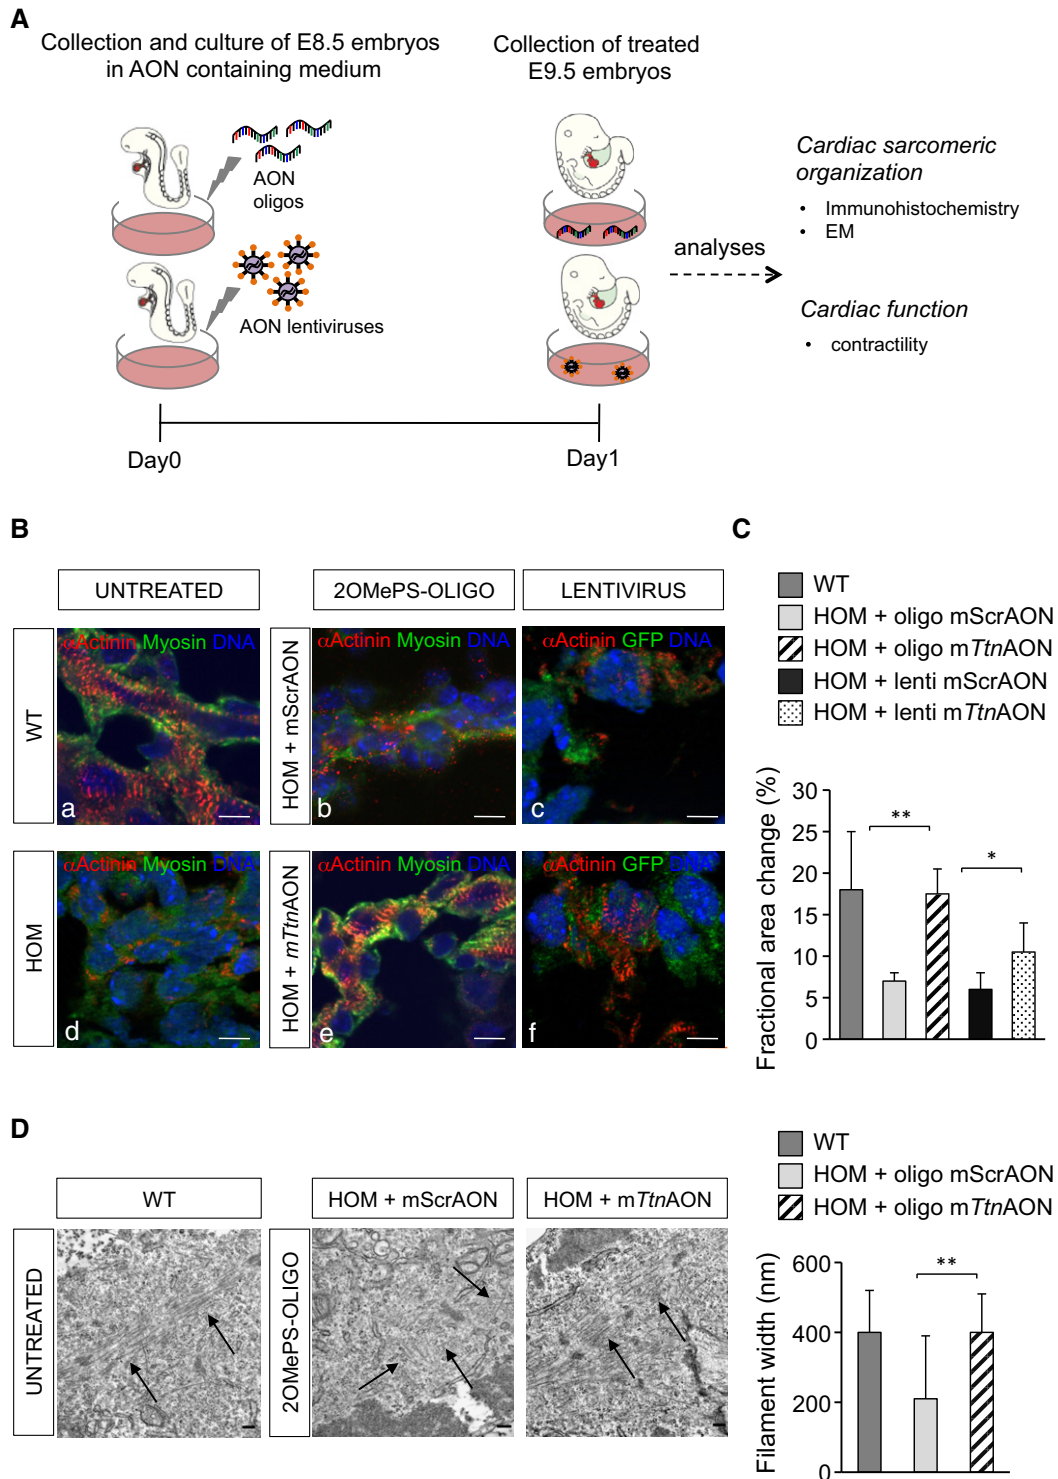 A
Collection and culture of E8.5 embryos
in AON containing medium
Collection of treated
E9.5 embryos
AON
oligos
AON lentiviruses
analyses
Cardiac sarcomeric
organization
• Immunohistochemistry
• EM
Cardiac function
• contractility
Day0
Day1
B
UNTREATED
2OMePS-OLIGO
LENTIVIRUS
WT
αActinin Myosin DNA
a
HOM + mScrAON
αActinin Myosin DNA
b
αActinin GFP DNA
c
HOM
αActinin Myosin DNA
d
HOM + mTtnAON
αActinin Myosin DNA
e
αActinin GFP DNA
f
C
WT
HOM + oligo mScrAON
HOM + oligo mTtnAON
HOM + lenti mScrAON
HOM + lenti mTtnAON
Fractional area change (%)
30
25
20
15
10
5
0
**
*
D
WT
HOM + mScrAON
HOM + mTtnAON
UNTREATED
2OMePS-OLIGO
WT
HOM + oligo mScrAON
HOM + oligo mTtnAON
Filament width (nm)
600
400
200
0
**